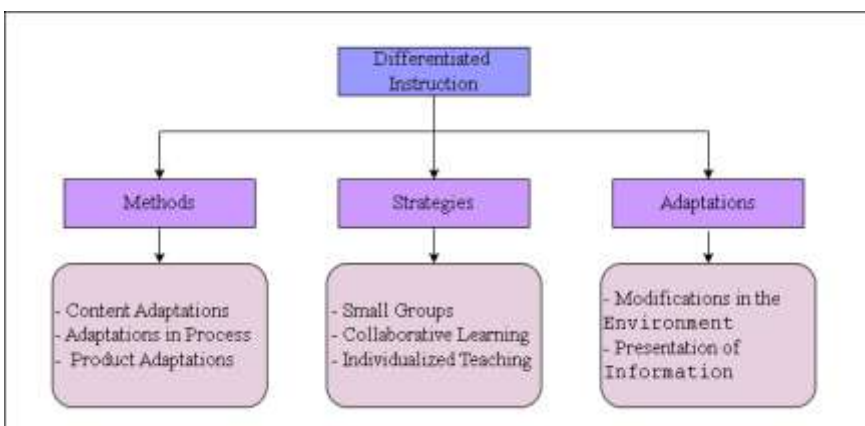 Differentiated
Instruction
Methods
Strategies
Adaptations
- Content Adaptations
- Adaptations in Process
- Product Adaptations
- Small Groups
- Collaborative Learning
- Individualized Teaching
- Modifications in the
Environment
- Presentation of
Information